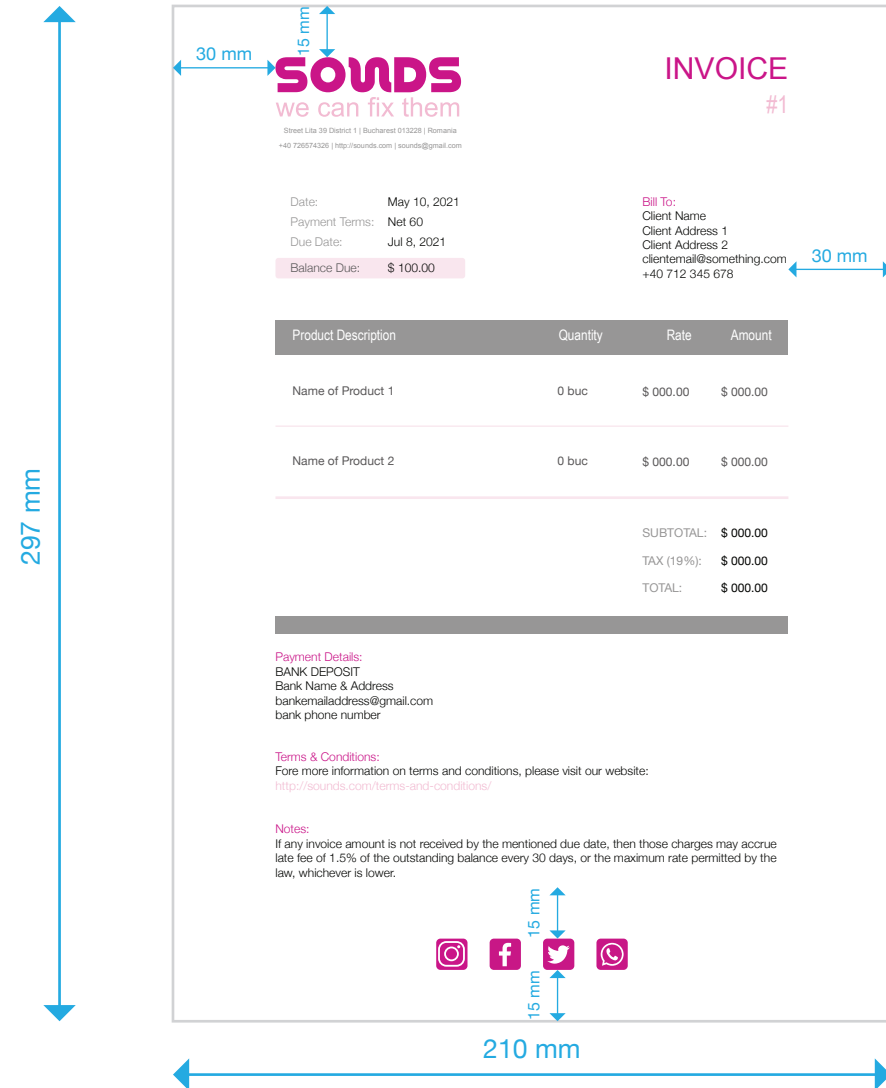 15 mm
30 mm
SOUNDS
we can fix them
Street Lita 39 District 1 | Bucharest 013228 | Romania
+40 726574326 | http://sounds.com | sounds@gmail.com
INVOICE
#1
Date: May 10, 2021
Payment Terms: Net 60
Due Date: Jul 8, 2021
Balance Due: $ 100.00
Bill To:
Client Name
Client Address 1
Client Address 2
clientemail@something.com
+40 712 345 678
30 mm
Product Description Quantity Rate Amount
Name of Product 1 0 buc $ 000.00 $ 000.00
Name of Product 2 0 buc $ 000.00 $ 000.00
297 mm
SUBTOTAL: $ 000.00
TAX (19%): $ 000.00
TOTAL: $ 000.00
Payment Details:
BANK DEPOSIT
Bank Name & Address
bankemailaddress@gmail.com
bank phone number
Terms & Conditions:
Fore more information on terms and conditions, please visit our website:
http://sounds.com/terms-and-conditions/
Notes:
If any invoice amount is not received by the mentioned due date, then those charges may accrue
late fee of 1.5% of the outstanding balance every 30 days, or the maximum rate permitted by the
law, whichever is lower.
15 mm
15 mm
210 mm